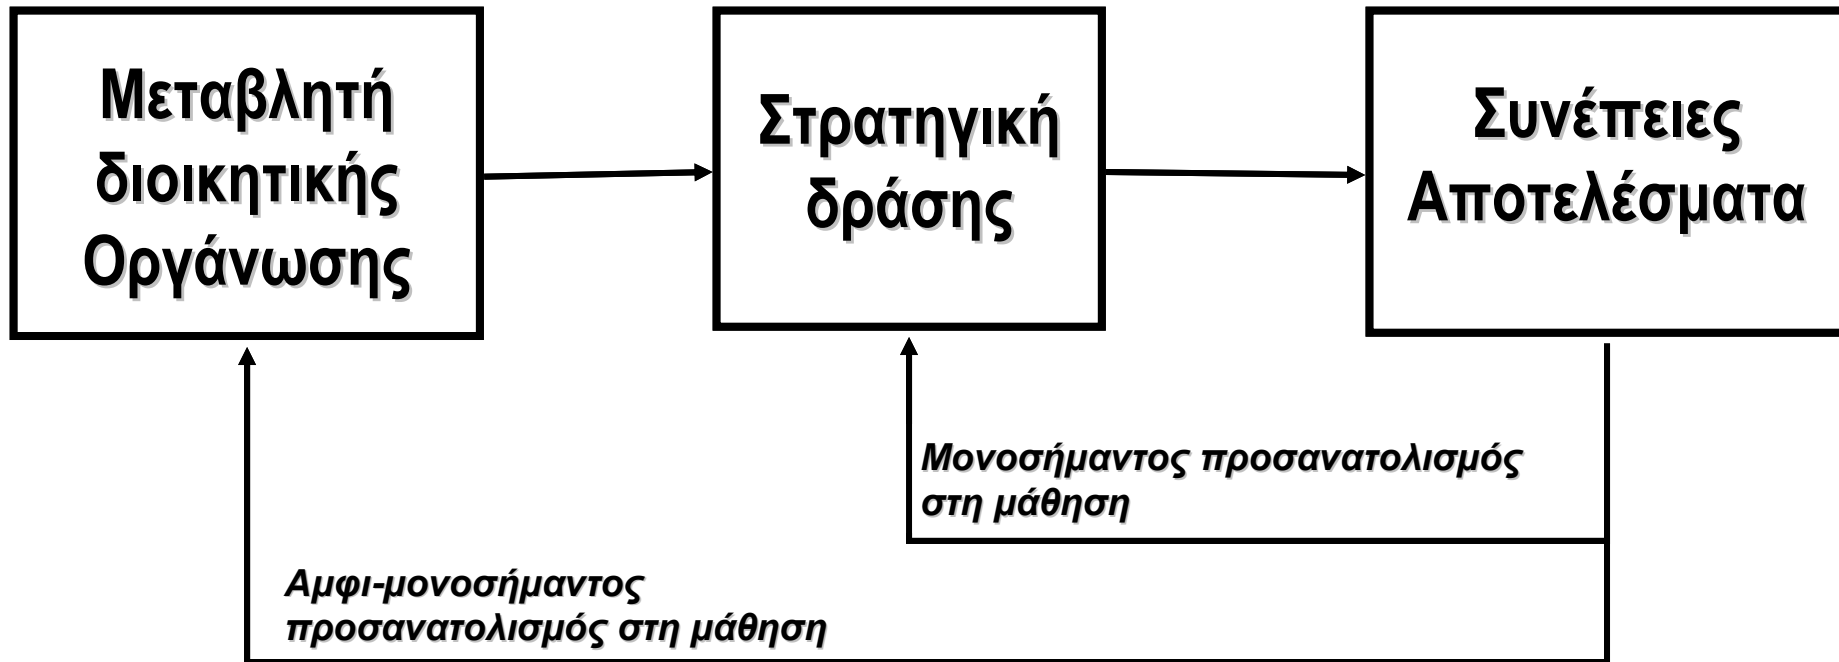 Μεταβλητή
διοικητικής
Οργάνωσης
Στρατηγική
δράσης
Συνέπειες
Αποτελέσματα
Μονοσήμαντος προσανατολισμός
στη μάθηση
Αμφι-μονοσήμαντος
προσανατολισμός στη μάθηση